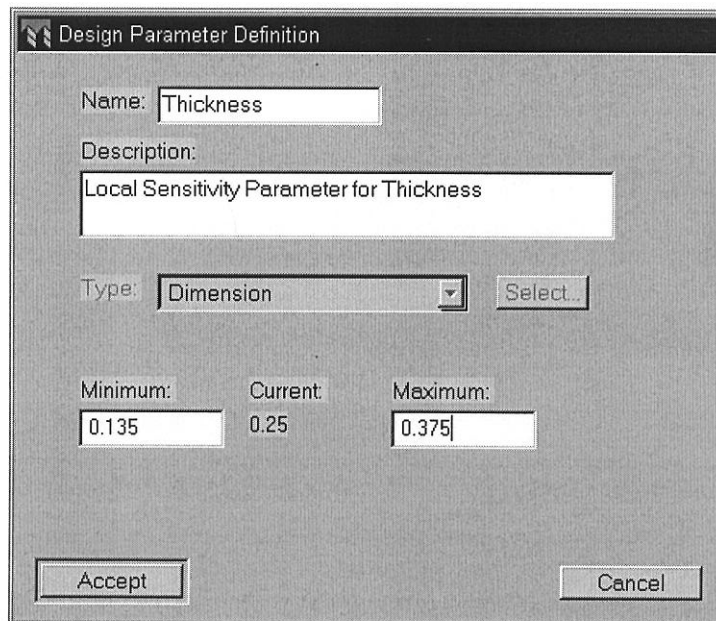 Design Parameter Definition
Name: Thickness
Description:
Local Sensitivity Parameter for Thickness
Type: Dimension Select...
Minimum: Current: Maximum:
0.135 0.25 0.375
Accept Cancel